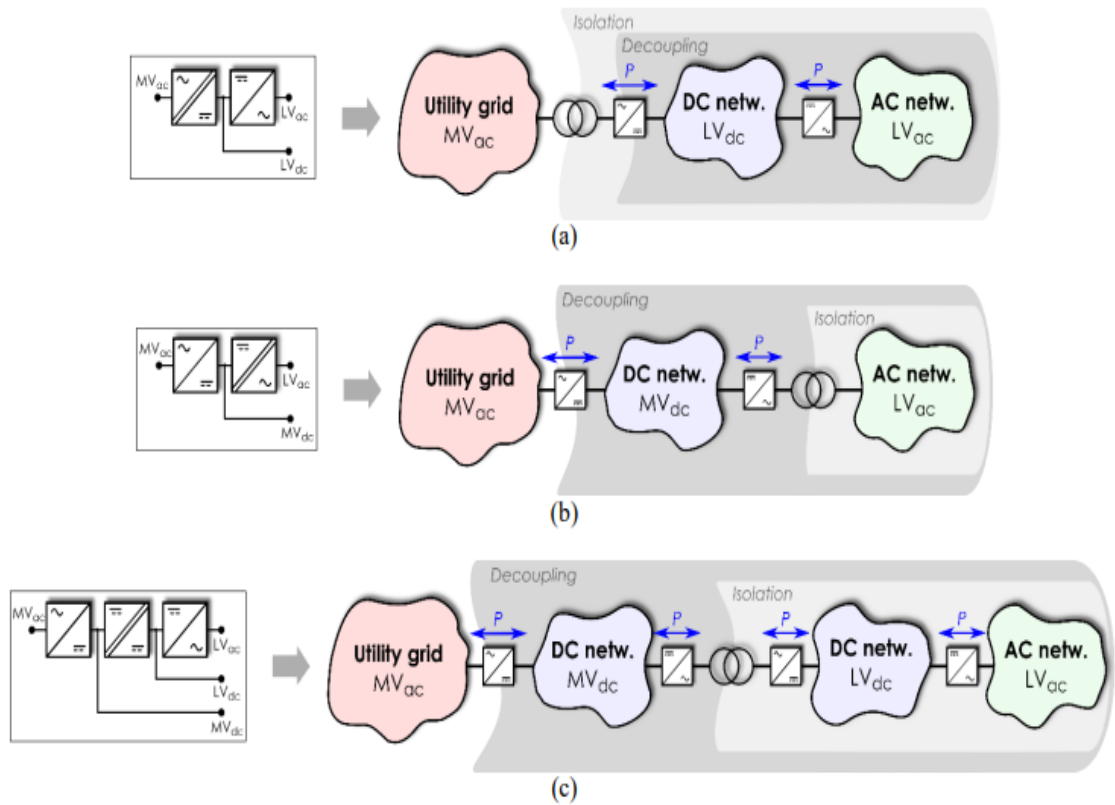 Isolation
Decoupling
MVac
LVac
LVdc
Utility grid
MVac
P
DC netw.
LVdc
P
AC netw.
LVac
(a)
Decoupling
Isolation
MVac
LVac
MVdc
Utility grid
MVac
P
DC netw.
MVdc
P
AC netw.
LVac
(b)
Decoupling
Isolation
MVac
LVac
LVdc
MVdc
Utility grid
MVac
P
DC netw.
MVdc
P
P
DC netw.
LVdc
P
AC netw.
LVac
(c)